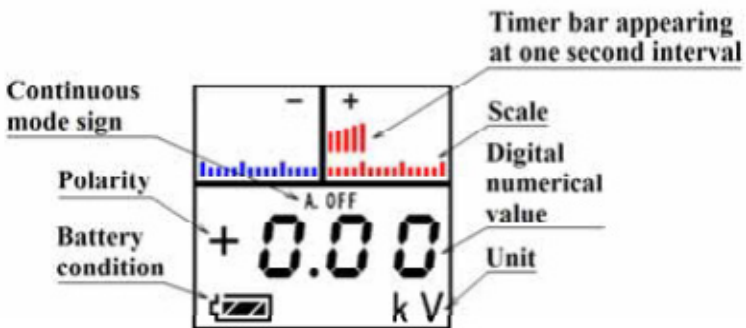 Timer bar appearing
at one second interval
Continuous
mode sign
- +
Scale
Digital
numerical
value
Polarity
A. OFF
+ 0.00
Battery
condition
Unit
k V